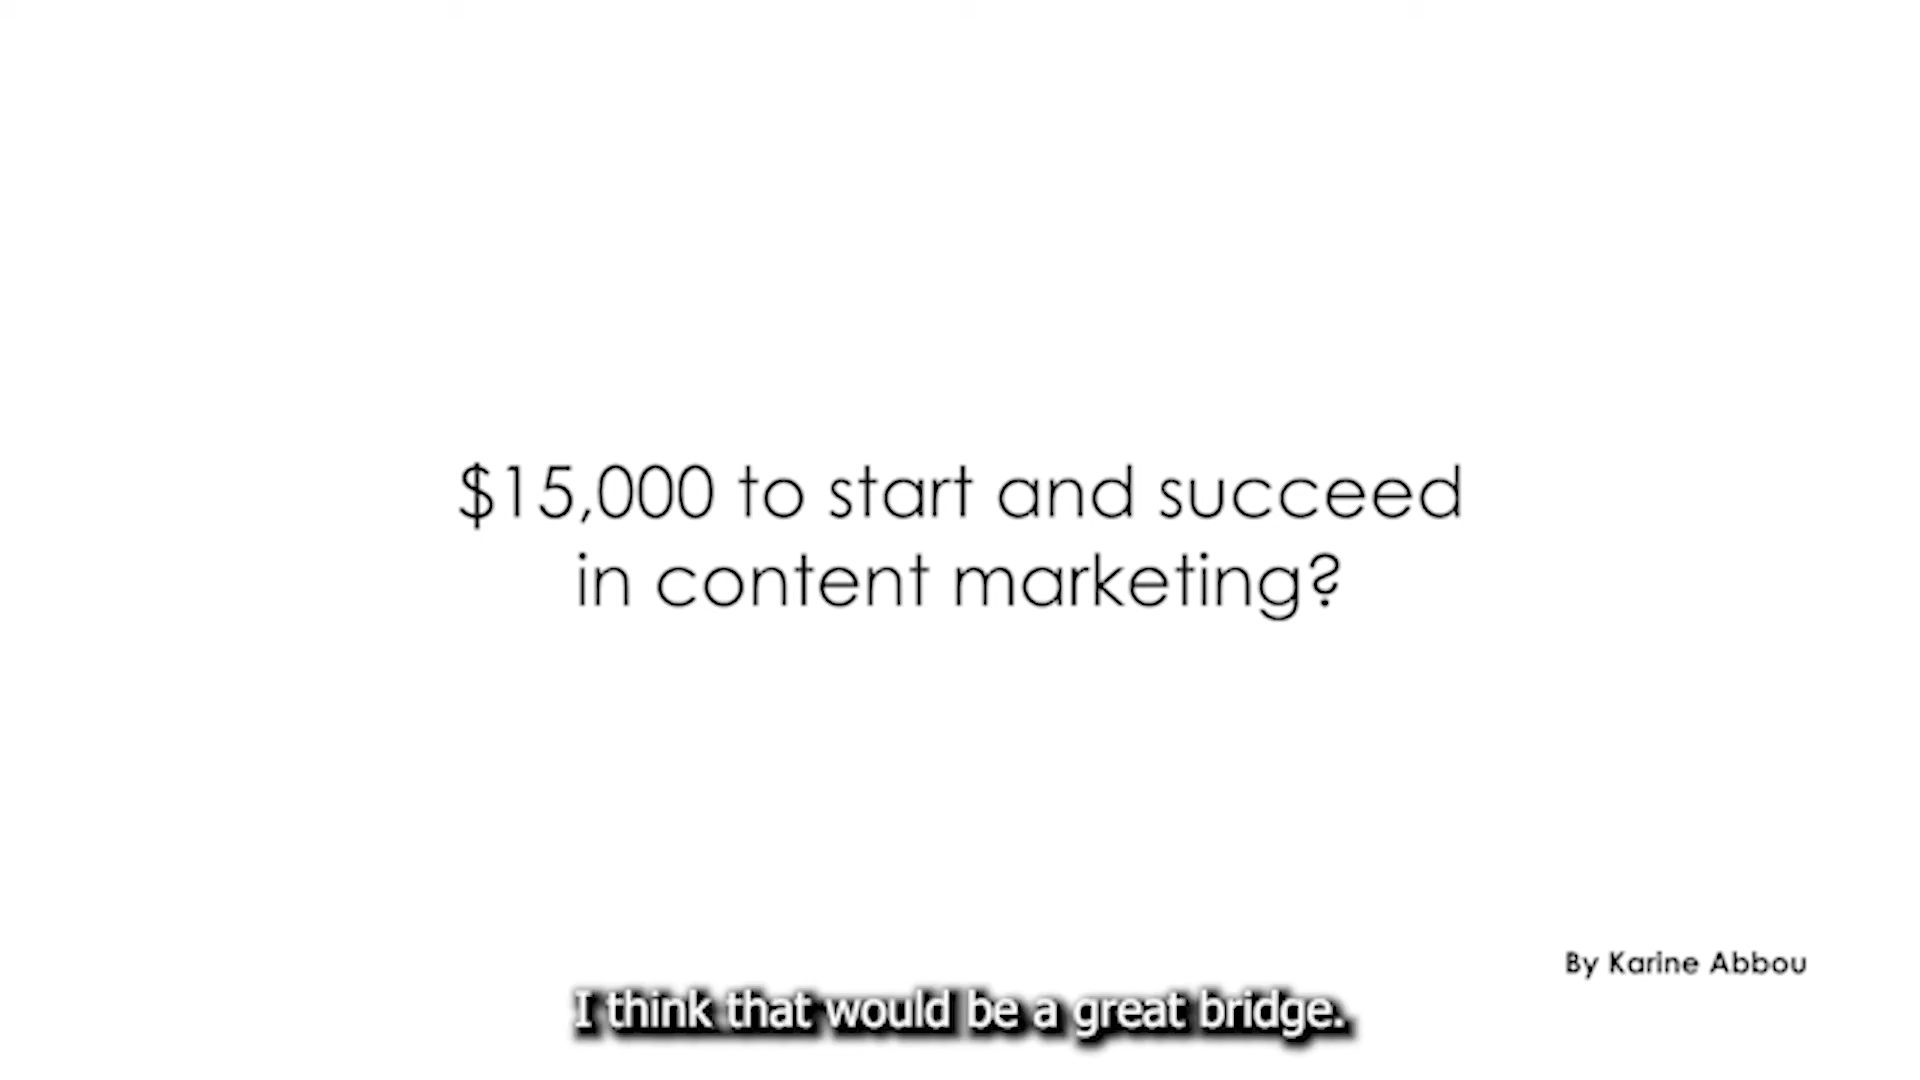 $15,000 to start and succeed
in content marketing?
By Karine Abbou
I think that would be a great bridge.